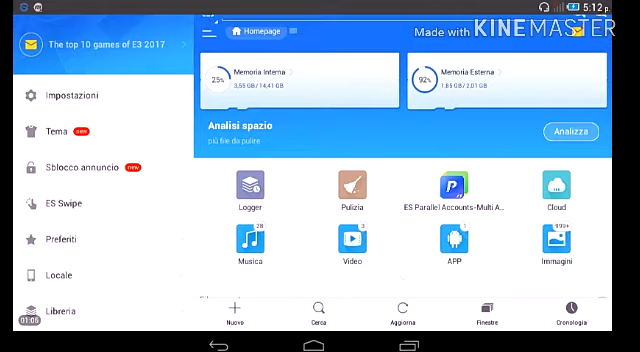 5:12 p.
The top 10 games of E3 2017
Homepage
Made with
KINEMASTER
Impostazioni
Tema new
Sblocco annuncio new
ES Swipe
Preferiti
Locale
Libreria
01:06
25%
Memoria Interna
3,55 GB / 14,41 GB
92%
Memoria Esterna
1,85 GB / 2,01 GB
Analisi spazio
più file da pulire
Analizza
Logger
Pulizia
ES Parallel Accounts-Multi A...
Cloud
28
3
1
999+
Musica
Video
APP
Immagini
Nuovo
Cerca
Aggiorna
Finestre
Cronologia